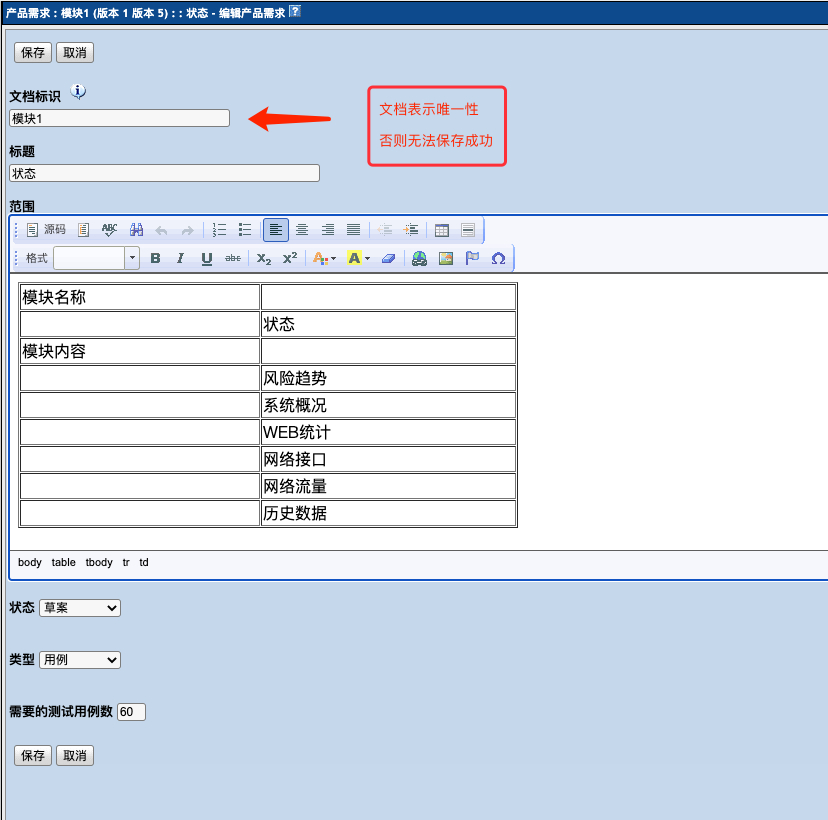 产品需求 : 模块1 (版本 1 版本 5) : : 状态 - 编辑产品需求 ?
保存 取消
文档标识 i
模块1
文档表示唯一性
否则无法保存成功
标题
状态
范围
源码 ABC
格式 B I U abc X₂ X² A A Ω
模块名称
状态
模块内容
风险趋势
系统概况
WEB统计
网络接口
网络流量
历史数据
body table tbody tr td
状态 草案
类型 用例
需要的测试用例数 60
保存 取消